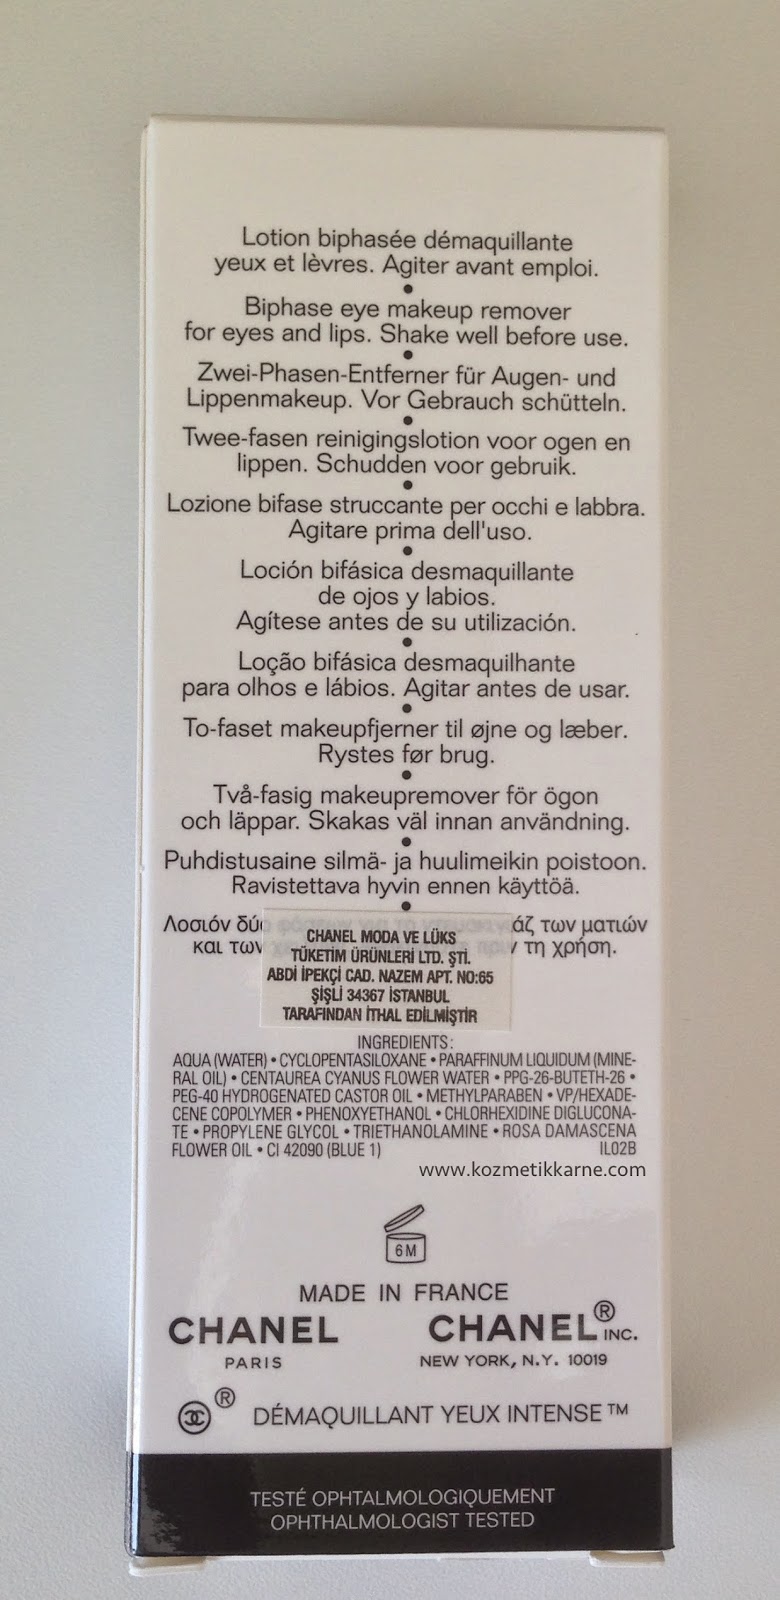 Lotion biphasée démaquillante
yeux et lèvres. Agiter avant emploi.
•
Biphase eye makeup remover
for eyes and lips. Shake well before use.
•
Zwei-Phasen-Entferner für Augen- und
Lippenmakeup. Vor Gebrauch schütteln.
•
Twee-fasen reinigingslotion voor ogen en
lippen. Schudden voor gebruik.
•
Lozione bifase struccante per occhi e labbra.
Agitare prima dell'uso.
•
Loción bifásica desmaquillante
de ojos y labios.
Agítese antes de su utilización.
•
Loção bifásica desmaquilhante
para olhos e lábios. Agitar antes de usar.
•
To-faset makeupfjerner til øjne og læber.
Rystes før brug.
•
Två-fasig makeupremover för ögon
och läppar. Skakas väl innan användning.
•
Puhdistusaine silmä- ja huulimeikin poistoon.
Ravistettava hyvin ennen käyttöä.
•
Λοσιόν των ματιών
και τη χρήση.
CHANEL MODA VE LÜKS
TÜKETİM ÜRÜNLERİ LTD. ŞTİ.
ABDİ İPEKÇİ CAD. NAZEM APT. NO:65
ŞİŞLİ 34367 İSTANBUL
TARAFINDAN İTHAL EDİLMİŞTİR
INGREDIENTS:
AQUA (WATER) • CYCLOPENTASILOXANE • PARAFFINUM LIQUIDUM (MINE-
RAL OIL) • CENTAUREA CYANUS FLOWER WATER • PPG-26-BUTETH-26 •
PEG-40 HYDROGENATED CASTOR OIL • METHYLPARABEN • VP/HEXADE-
CENE COPOLYMER • PHENOXYETHANOL • CHLORHEXIDINE DIGLUCONA-
TE • PROPYLENE GLYCOL • TRIETHANOLAMINE • ROSA DAMASCENA
FLOWER OIL • CI 42090 (BLUE 1) IL02B
www.kozmetikkarne.com
6M
MADE IN FRANCE
CHANEL CHANEL® INC.
PARIS NEW YORK, N.Y. 10019
® DÉMAQUILLANT YEUX INTENSE™
TESTÉ OPHTALMOLOGIQUEMENT
OPHTHALMOLOGIST TESTED